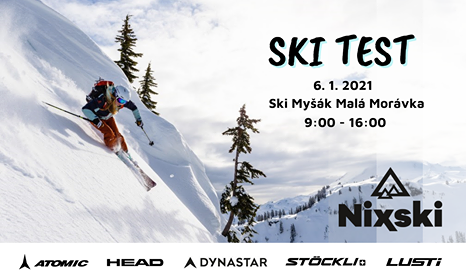 SKI TEST
6. 1. 2021
Ski Myšák Malá Morávka
9:00 - 16:00
Nixski
ATOMIC HEAD DYNASTAR STÖCKLI LUSTi